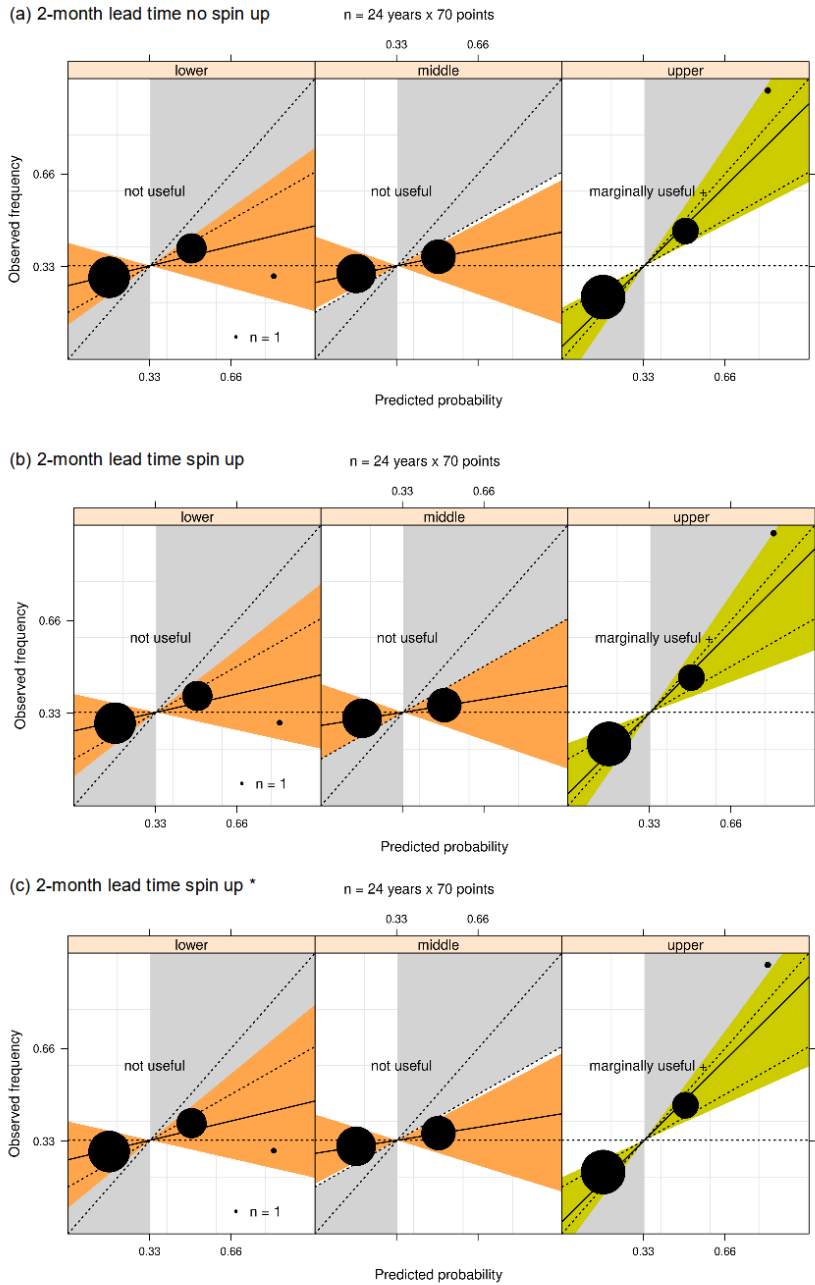 (a) 2-month lead time no spin up
n = 24 years x 70 points
0.33 0.66
lower middle upper
Observed frequency
0.66
0.33
not useful not useful marginally useful +
n = 1
0.33 0.66 0.33 0.66
Predicted probability
(b) 2-month lead time spin up
n = 24 years x 70 points
0.33 0.66
lower middle upper
Observed frequency
0.66
0.33
not useful not useful marginally useful +
n = 1
0.33 0.66 0.33 0.66
Predicted probability
(c) 2-month lead time spin up *
n = 24 years x 70 points
0.33 0.66
lower middle upper
Observed frequency
0.66
0.33
not useful not useful marginally useful +
n = 1
0.33 0.66 0.33 0.66
Predicted probability